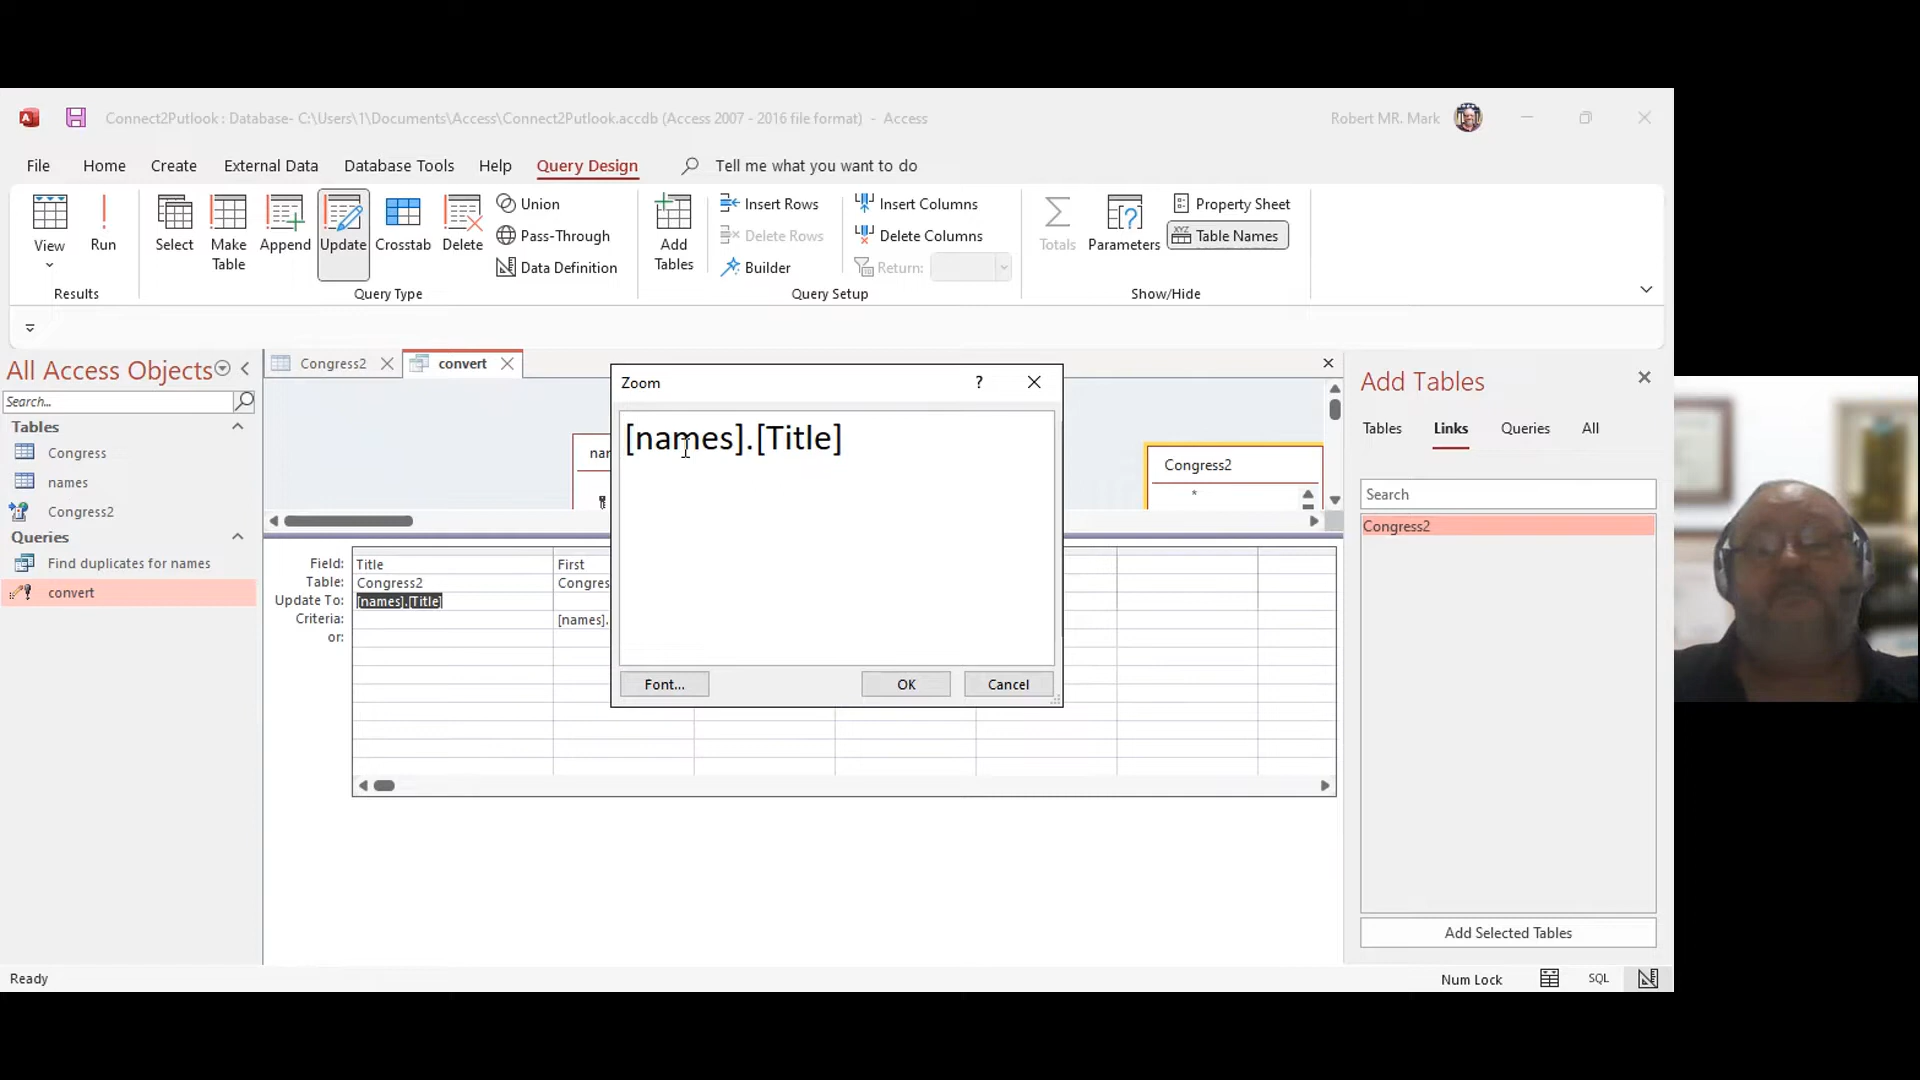 Connect2Putlook : Database- C:\Users\1\Documents\Access\Connect2Putlook.accdb (Access 2007 - 2016 file format) - Access
Robert MR. Mark
File Home Create External Data Database Tools Help Query Design Tell me what you want to do
View
Run
Results
Select
Make Table
Append
Update
Crosstab
Delete
Union
Pass-Through
Data Definition
Query Type
Add Tables
Insert Rows
Delete Rows
Builder
Insert Columns
Delete Columns
Return:
Query Setup
Totals
Parameters
Property Sheet
XYZ Table Names
Show/Hide
All Access Objects
Search...
Tables
Congress
names
Congress2
Queries
Find duplicates for names
convert
Congress2
convert
nam
Congress2
*
Zoom
?
[names].[Title]
Font...
OK
Cancel
Field: Title First
Table: Congress2 Congres
Update To: [names].[Title]
Criteria: [names].
or:
Add Tables
Tables Links Queries All
Search
Congress2
Add Selected Tables
Ready
Num Lock
SQL